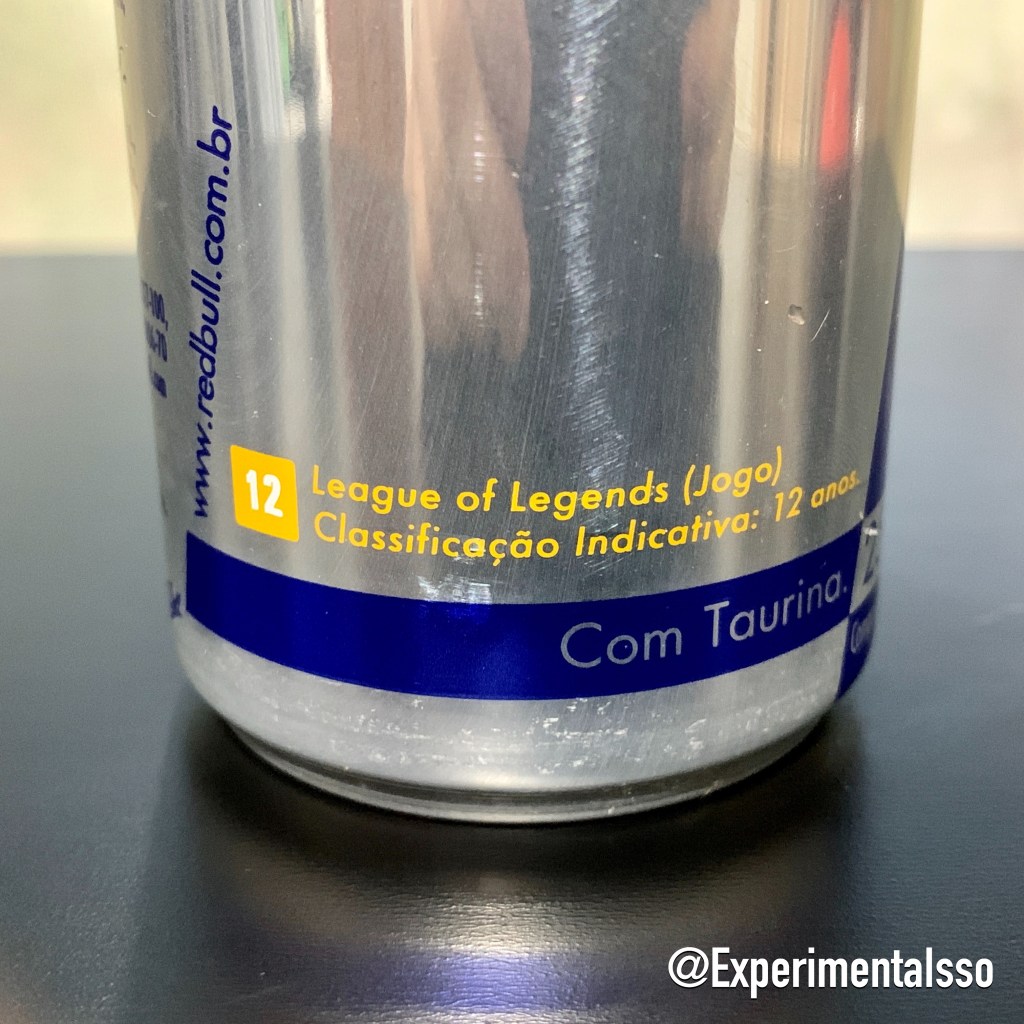 www.redbull.com.br
12
League of Legends (Jogo)
Classificação Indicativa: 12 anos.
Com Taurina.
@Experimentalsso